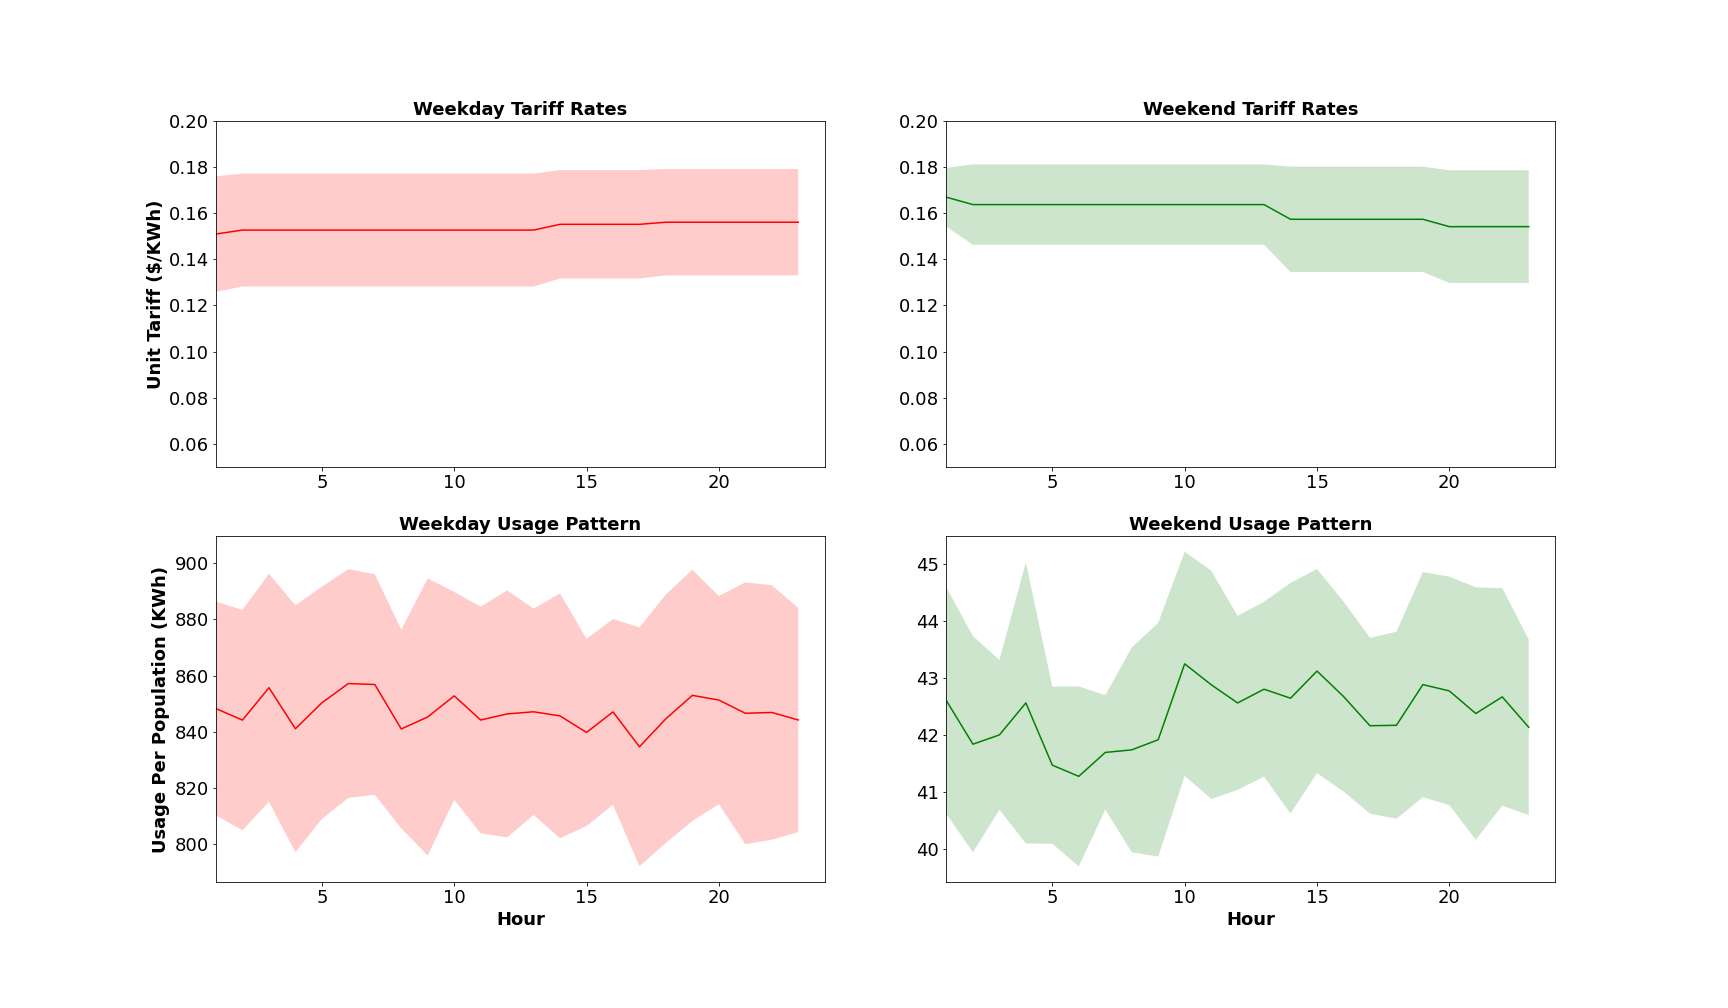 Weekday Tariff Rates
Unit Tariff ($/KWh)
0.20
0.18
0.16
0.14
0.12
0.10
0.08
0.06
5 10 15 20
Weekend Tariff Rates
0.20
0.18
0.16
0.14
0.12
0.10
0.08
0.06
5 10 15 20
Weekday Usage Pattern
Usage Per Population (KWh)
900
880
860
840
820
800
5 10 15 20
Hour
Weekend Usage Pattern
45
44
43
42
41
40
5 10 15 20
Hour